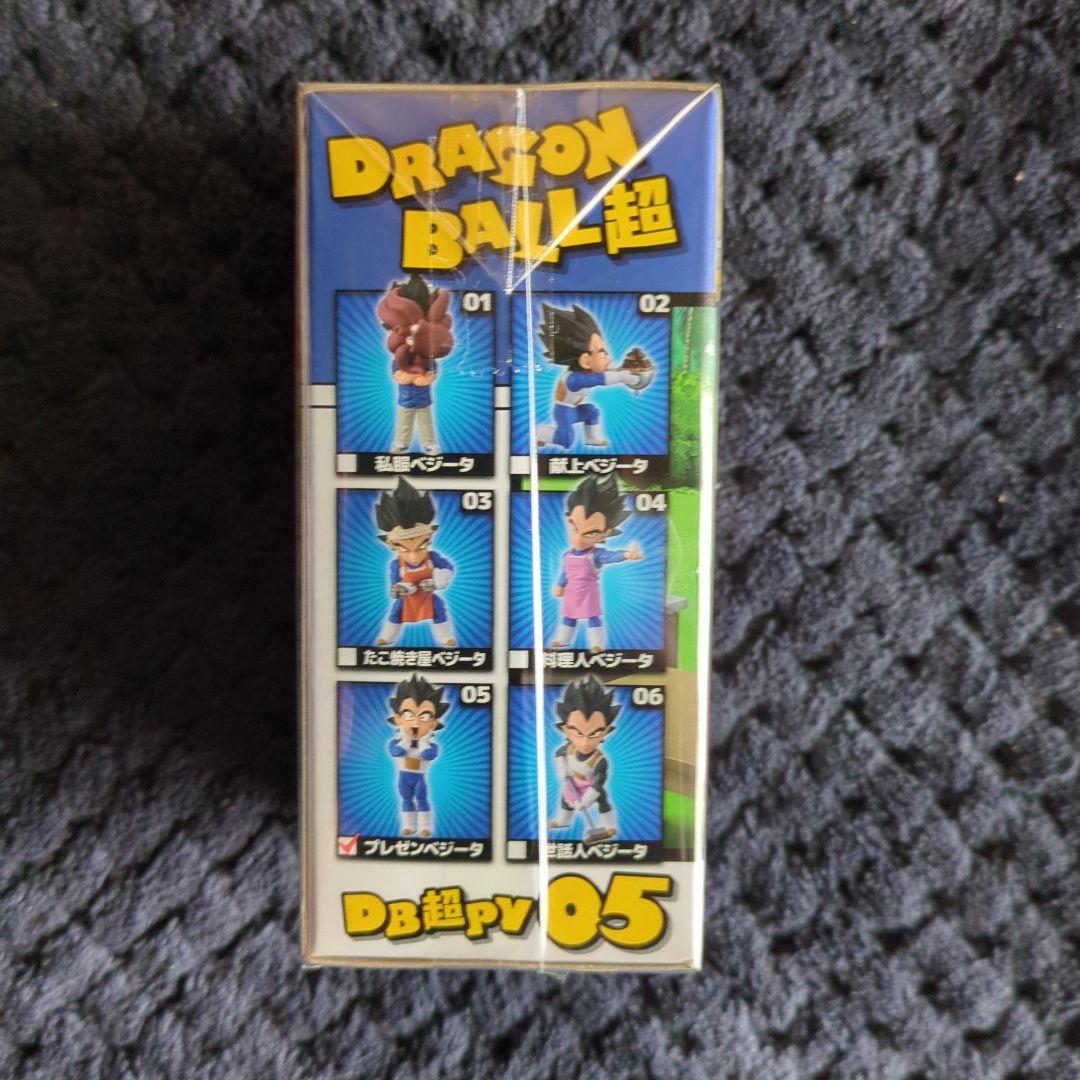 DRAGON
BALL超
01
02
私服ベジータ
献上ベジータ
03
04
たこ焼き屋ベジータ
料理人ベジータ
05
06
プレゼンベジータ
世話人ベジータ
DB超PV 05